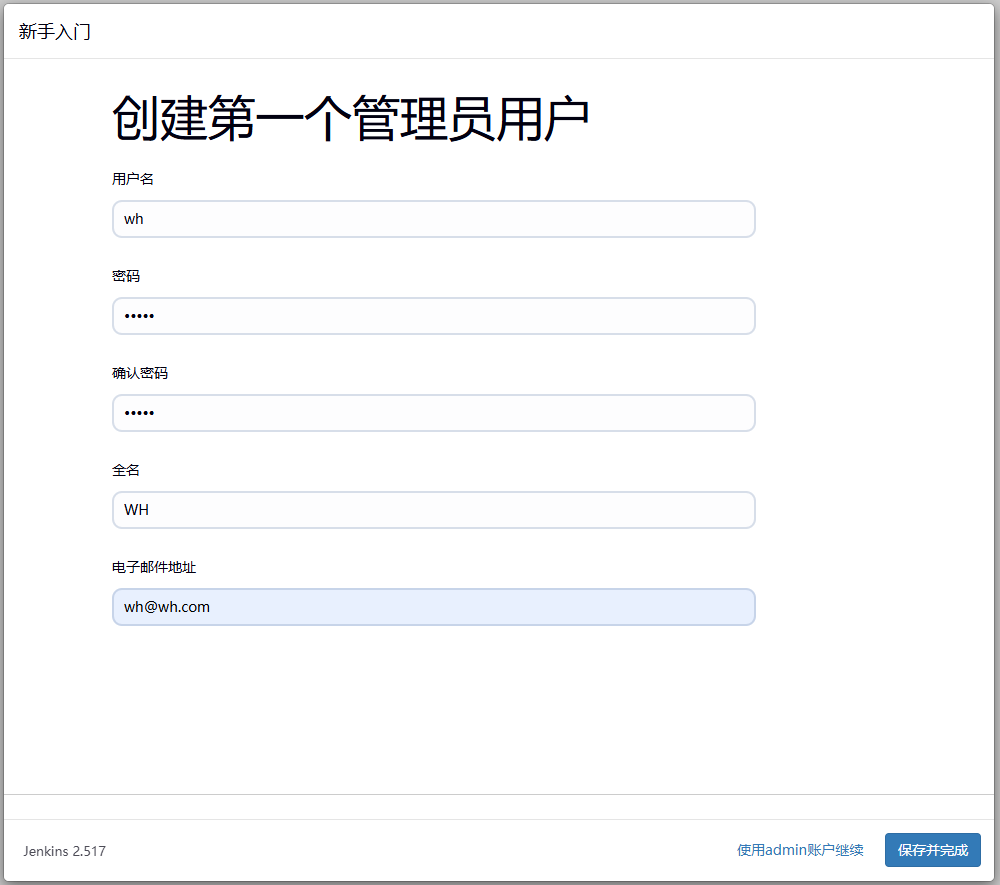 新手入门
创建第一个管理员用户
用户名
wh
密码
•••••
确认密码
•••••
全名
WH
电子邮件地址
wh@wh.com
Jenkins 2.517
使用admin账户继续
保存并完成